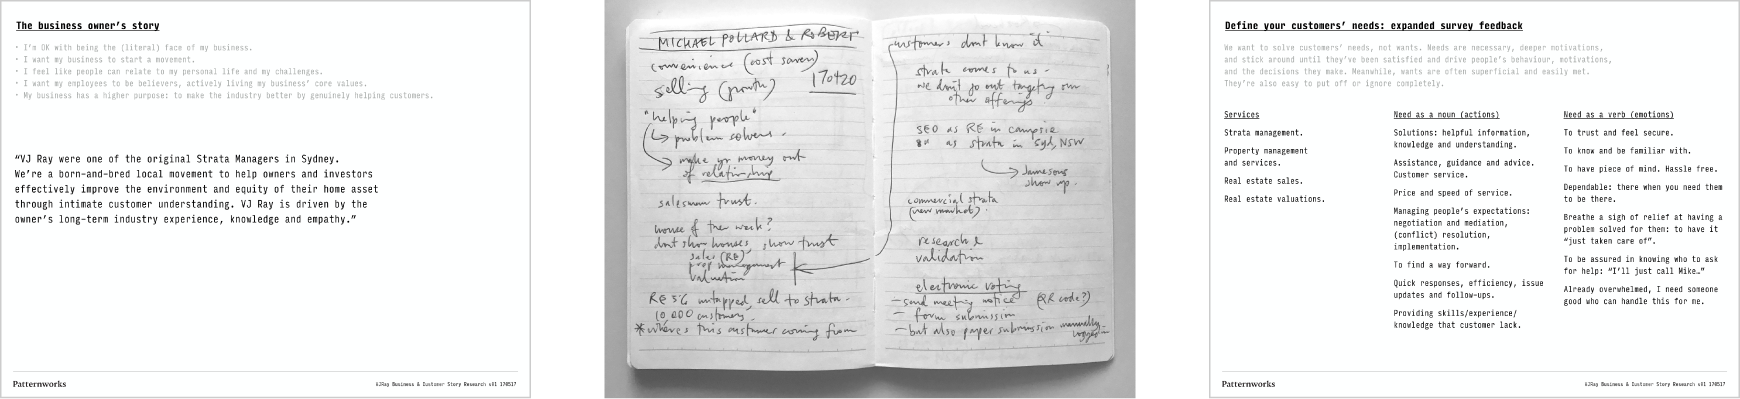 The business owner's story
· I'm OK with being the (literal) face of my business.
· I want my business to start a movement.
· I feel like people can relate to my personal life and my challenges.
· I want my employees to be believers, actively living my business' core values.
· My business has a higher purpose: to make the industry better by genuinely helping customers.
“VJ Ray were one of the original Strata Managers in Sydney.
We're a born-and-bred local movement to help owners and investors
effectively improve the environment and equity of their home asset
through intimate customer understanding. VJ Ray is driven by the
owner's long-term industry experience, knowledge and empathy.”
Patternworks
VJRay Business & Customer Story Research v01 170517
MICHAEL POLLARD & ROBERT
convenience (cost saver)
selling (growth)
170420
"helping people"
problem solvers.
make yr money out
of relationship
salesman trust.
house of the week?
dont show houses, show trust
sales (RE)
prop management
valuation
RE is untapped, sell to strata.
10,000 customers.
*where's this customer coming from
customers dont know 'it'
strata comes to us.
we don't go out targeting our
other offerings
SEO as RE in campsie
as strata in Syd, NSW
Jamesons
show up.
commercial strata
(new market).
research &
validation
electronic voting
- send meeting notice (QR code?)
- form submission
- but also paper submission manually
logged in
Define your customers' needs: expanded survey feedback
We want to solve customers' needs, not wants. Needs are necessary, deeper motivations,
and stick around until they've been satisfied and drive people's behaviour, motivations,
and the decisions they make. Meanwhile, wants are often superficial and easily met.
They're also easy to put off or ignore completely.
Services
Strata management.
Property management
and services.
Real estate sales.
Real estate valuations.
Need as a noun (actions)
Solutions: helpful information,
knowledge and understanding.
Assistance, guidance and advice.
Customer service.
Price and speed of service.
Managing people's expectations:
negotiation and mediation,
(conflict) resolution,
implementation.
To find a way forward.
Quick responses, efficiency, issue
updates and follow-ups.
Providing skills/experience/
knowledge that customer lack.
Need as a verb (emotions)
To trust and feel secure.
To know and be familiar with.
To have piece of mind. Hassle free.
Dependable: there when you need them
to be there.
Breathe a sigh of relief at having a
problem solved for them: to have it
“just taken care of”.
To be assured in knowing who to ask
for help: “I'll just call Mike…”
Already overwhelmed, I need someone
good who can handle this for me.
Patternworks
VJRay Business & Customer Story Research v01 170517